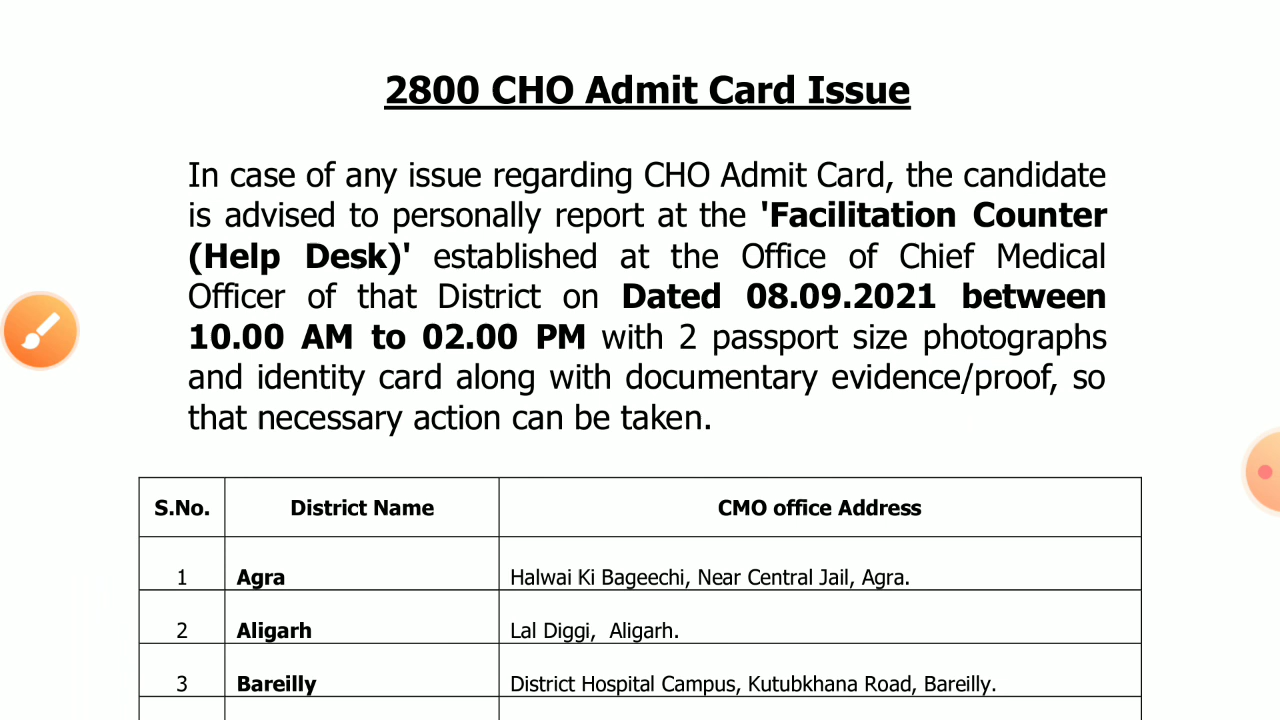 2800 CHO Admit Card Issue
In case of any issue regarding CHO Admit Card, the candidate
is advised to personally report at the 'Facilitation Counter
(Help Desk)' established at the Office of Chief Medical
Officer of that District on Dated 08.09.2021 between
10.00 AM to 02.00 PM with 2 passport size photographs
and identity card along with documentary evidence/proof, so
that necessary action can be taken.
S.No. District Name CMO office Address
1 Agra Halwai Ki Bageechi, Near Central Jail, Agra.
2 Aligarh Lal Diggi,  Aligarh.
3 Bareilly District Hospital Campus, Kutubkhana Road, Bareilly.